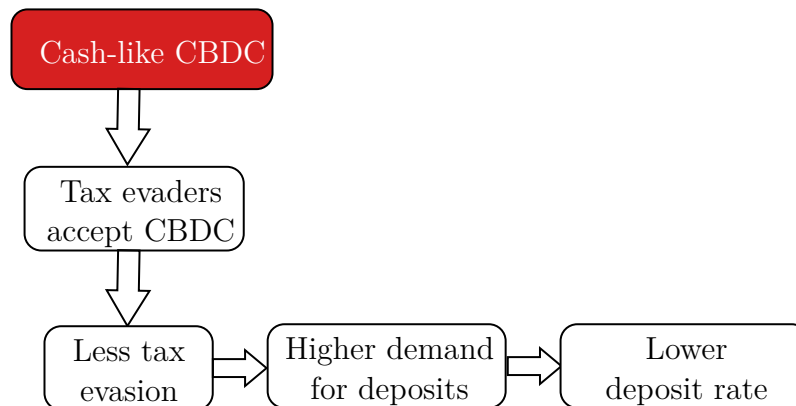 Cash-like CBDC
Tax evaders
accept CBDC
Less tax
evasion
Higher demand
for deposits
Lower
deposit rate